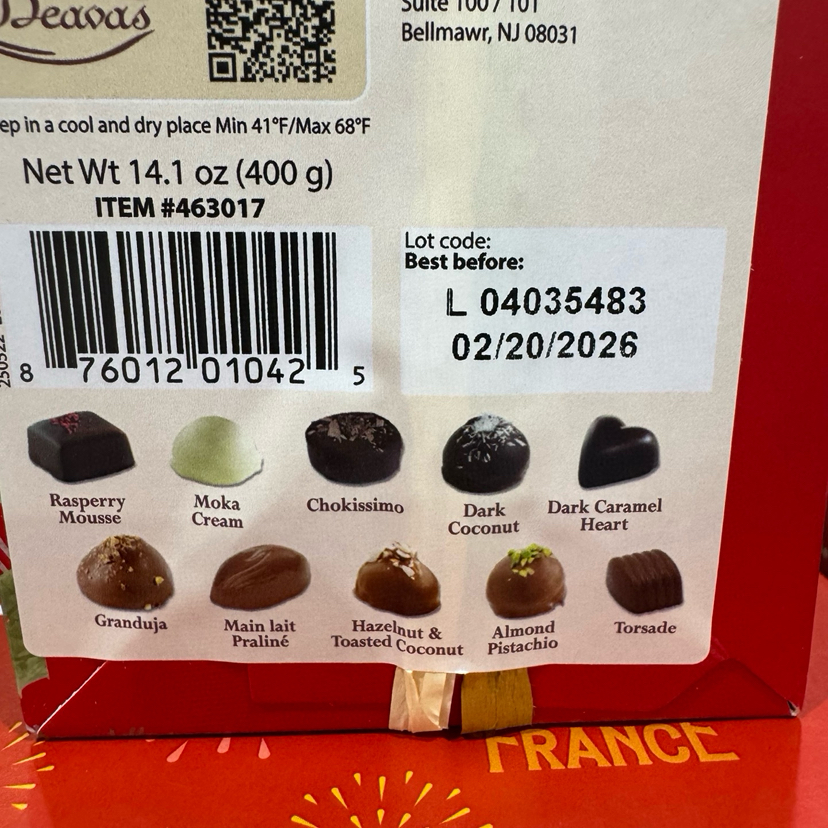 Deavas
Suite 100 / 101
Bellmawr, NJ 08031
ep in a cool and dry place Min 41°F/Max 68°F
Net Wt 14.1 oz (400 g)
ITEM #463017
8 76012 01042 5
Lot code:
Best before:
L 04035483
02/20/2026
Rasperry
Mousse
Moka
Cream
Chokissimo
Dark
Coconut
Dark Caramel
Heart
Granduja
Main lait
Praliné
Hazelnut &
Toasted Coconut
Almond
Pistachio
Torsade
FRANCE